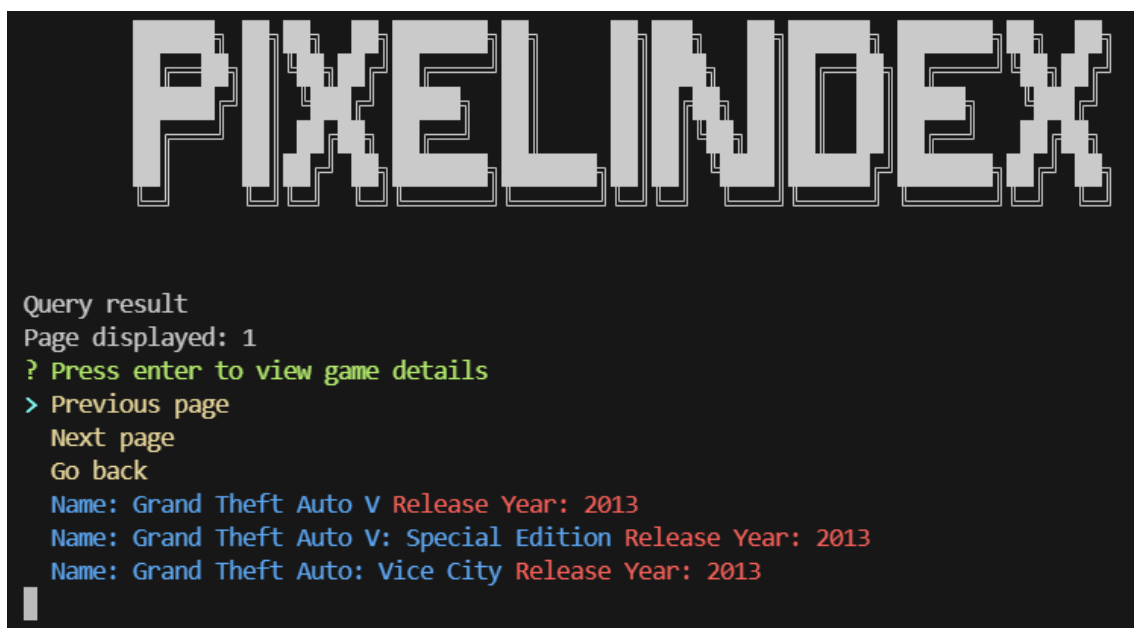 PIXELINDEX
Query result
Page displayed: 1
? Press enter to view game details
> Previous page
Next page
Go back
Name: Grand Theft Auto V Release Year: 2013
Name: Grand Theft Auto V: Special Edition Release Year: 2013
Name: Grand Theft Auto: Vice City Release Year: 2013